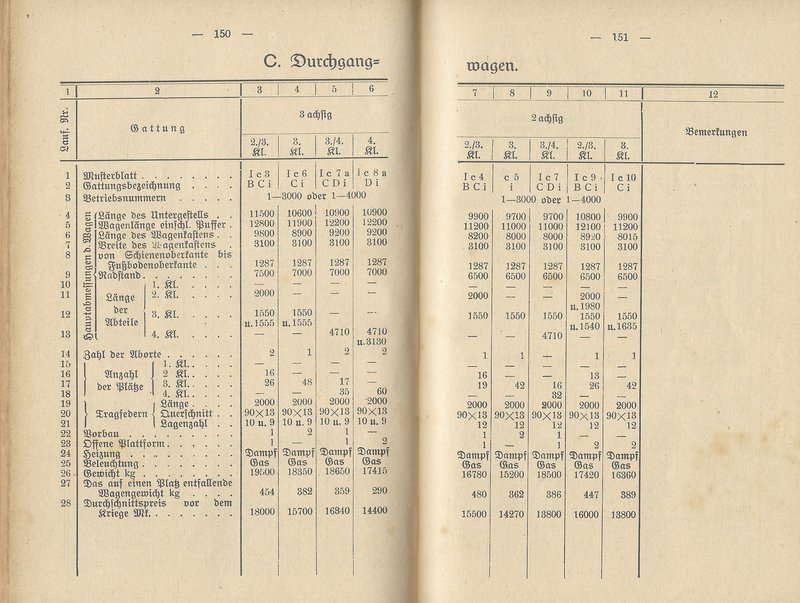 — 150 —
C. Durchgang=
1 2 3 4 5 6
Lauf. Nr. Gattung 3 achsig
2./3. Kl. 3. Kl. 3./4. Kl. 4. Kl.
1 Musterblatt . . . . . . . I c 3 I c 6 I c 7 a I c 8 a
2 Gattungsbezeichnung . . . . . B C i C i C D i D i
3 Betriebsnummern . . . . . . 1—3000 oder 1—4000
Hauptabmessungen d. Wagen
4 Länge des Untergestells . . 11500 10600 10900 10900
5 Wagenlänge einschl. Puffer . 12800 11900 12200 12200
6 Länge des Wagenkastens . . 9800 8900 9200 9200
7 Breite des Wagenkastens . 3100 3100 3100 3100
8 von Schienenoberkante bis
Fußbodenoberkante . . . 1287 1287 1287 1287
9 Radstand . . . . . . . 7500 7000 7000 7000
10 Länge der Abteile 1. Kl. . . . . — — — —
11 2. Kl. . . . . 2000 — — —
12 3. Kl. . . . . 1550 1550 — —
u. 1555 u. 1555
13 4. Kl. . . . . — — 4710 4710
u. 3130
14 Zahl der Aborte . . . . . . 2 1 2 2
15 Anzahl der Plätze 1. Kl. . . . . — — — —
16 2 Kl. . . . . 16 — — —
17 3. Kl. . . . . 26 48 17 —
18 4. Kl. . . . . — — 35 60
19 Tragfedern Länge . . . . 2000 2000 2000 2000
20 Querschnitt . . 90×13 90×13 90×13 90×13
21 Lagenzahl . . 10 u. 9 10 u. 9 10 u. 9 10 u. 9
22 Vorbau . . . . . . . . 1 2 1 —
23 Offene Plattform . . . . . . 1 — 1 2
24 Heizung . . . . . . . . Dampf Dampf Dampf Dampf
25 Beleuchtung . . . . . . . Gas Gas Gas Gas
26 Gewicht kg . . . . . . . 19500 18350 18650 17415
27 Das auf einen Platz entfallende
Wagengewicht kg . . . . 454 382 359 290
28 Durchschnittspreis vor dem
Kriege Mk. . . . . . . . 18000 15700 16340 14400
— 151 —
wagen.
7 8 9 10 11 12
2 achsig Bemerkungen
2./3. Kl. 3. Kl. 3./4. Kl. 2./3. Kl. 3. Kl.
I c 4 c 5 I c 7 I c 9 I c 10
B C i i C D i B C i C i
1—3000 oder 1—4000
9900 9700 9700 10800 9900
11200 11000 11000 12100 11200
8200 8000 8000 8920 8015
3100 3100 3100 3100 3100
1287 1287 1287 1287 1287
6500 6500 6500 6500 6500
— — — — —
2000 — — 2000 —
u. 1980
1550 1550 1550 1550 1550
u. 1540 u. 1635
— — 4710 — —
1 1 1 1 1
— — — — —
16 — — 13 —
19 42 16 26 42
— — 32 — —
2000 2000 2000 2000 2000
90×13 90×13 90×13 90×13 90×13
12 12 12 12 12
1 2 1 — —
1 — 1 2 2
Dampf Dampf Dampf Dampf Dampf
Gas Gas Gas Gas Gas
16780 15200 18500 17420 16360
480 362 386 447 389
15500 14270 13800 16000 13800